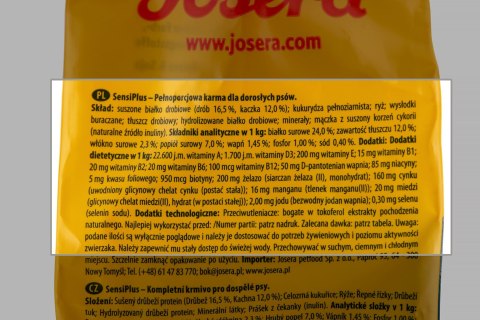 Josera
www.josera.com
PL SensiPlus – Pełnoporcjowa karma dla dorosłych psów.
Skład: suszone białko drobiowe (drób 16,5 %, kaczka 12,0 %); kukurydza pełnoziarnista; ryż; wysłodki
buraczane; tłuszcz drobiowy; hydrolizowane białko drobiowe; minerały; mączka z suszony korzeń cykorii
(naturalne źródło inuliny). Składniki analityczne w 1 kg: białko surowe 24,0 %; zawartość tłuszczu 12,0 %;
włókno surowe 2,3 %; popiół surowy 7,0 %; wapń 1,45 %; fosfor 1,00 %; sód 0,40 %. Dodatki: Dodatki
dietetyczne w 1 kg: 22.600 j.m. witaminy A; 1.700 j.m. witaminy D3; 200 mg witaminy E; 15 mg witaminy B1;
20 mg witaminy B2; 20 mg witaminy B6; 100 mcg witaminy B12; 50 mg D-pantotenian wapnia; 85 mg niacyny;
5 mg kwasu foliowego; 950 mcg biotyny; 200 mg żelazo (siarczan żelaza (II), monohydrat); 160 mg cynku
(uwodniony glicynowy chelat cynku (postać stała)); 16 mg manganu (tlenek manganu(II)); 20 mg miedzi
(glicynowy chelat miedzi(II), hydrat (w postaci stałej)); 2,00 mg jodu (bezwodny jodan wapnia); 0,30 mg selenu
(selenin sodu). Dodatki technologiczne: Przeciwutleniacze: bogate w tokoferol ekstrakty pochodzenia
naturalnego. Najlepiej wykorzystać przed: /Numer partii: patrz nadruk. Zalecana dawka: patrz tabela. Uwaga:
podane ilości są wyłącznie poglądowe i należy je dostosować do potrzeb żywieniowych i poziomu aktywności
zwierzaka. Należy zapewnić mu stały dostęp do świeżej wody. Przechowywać w suchym, ciemnym i chłodnym
miejscu. Szczelnie zamknąć opakowanie po użyciu. Importer: Josera petfood Sp. z o.o., 64 - 300
Nowy Tomyśl; Tel. (+48) 61 47 83 770; bok@josera.pl, www.josera.pl
CZ SensiPlus – Kompletní krmivo pro dospělé psy.
Složení: Sušený drůbeží protein (Drůbež 16,5 %, Kachna 12,0 %); Celozrnná kukuřice; Rýže; Řepné řízky; Drůbeží
tuk; Hydrolyzovaný drůbeží protein; Minerální látky; Prášek z čekanky (inulin). Analytické složky v 1 kg: